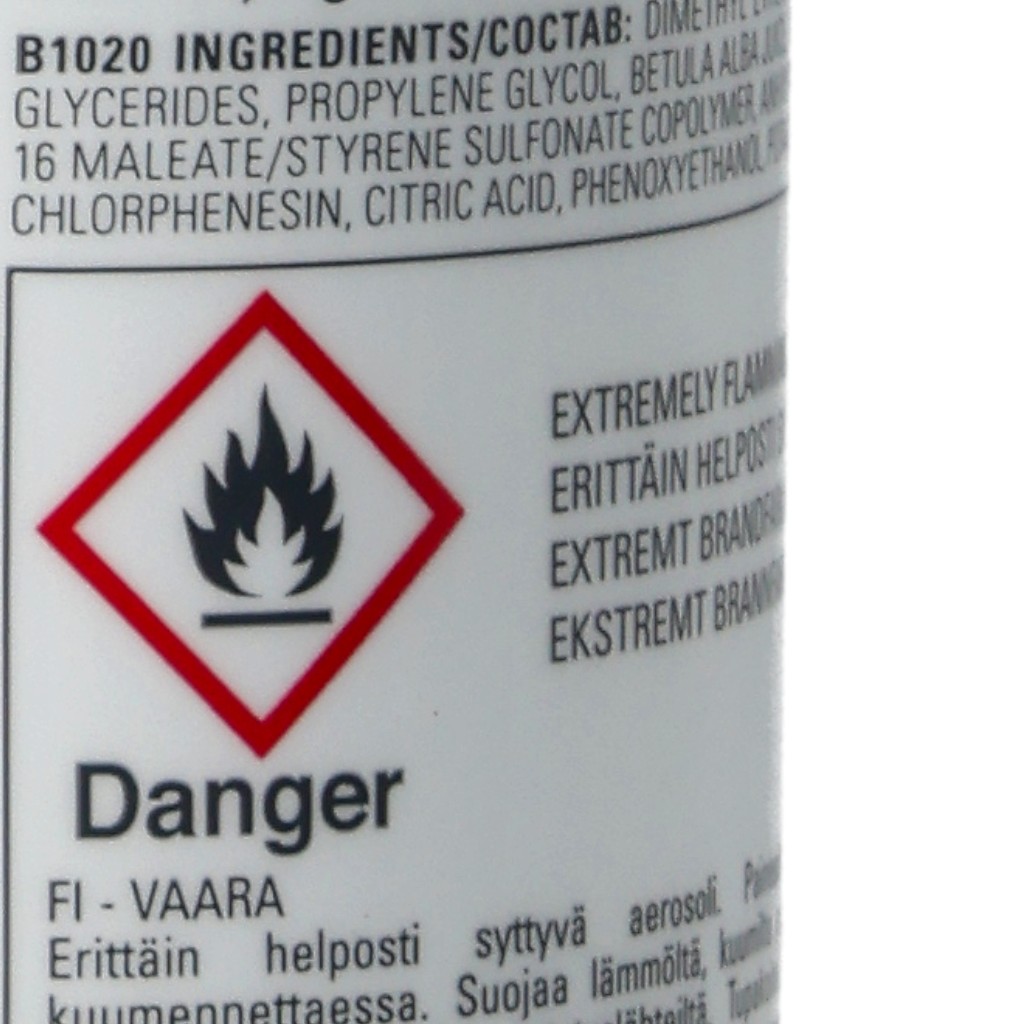 B1020 INGREDIENTS/COCTAB: DIMETHYL
GLYCERIDES, PROPYLENE GLYCOL, BETULA ALBA
16 MALEATE/STYRENE SULFONATE COPOLYMER,
CHLORPHENESIN, CITRIC ACID, PHENOXYETHANOL,
EXTREMELY
ERITTÄIN HELPOSTI
EXTREMT
EKSTREMT
Danger
FI - VAARA
Erittäin helposti syttyvä aerosoli.
kuumennettaessa. Suojaa lämmöltä,